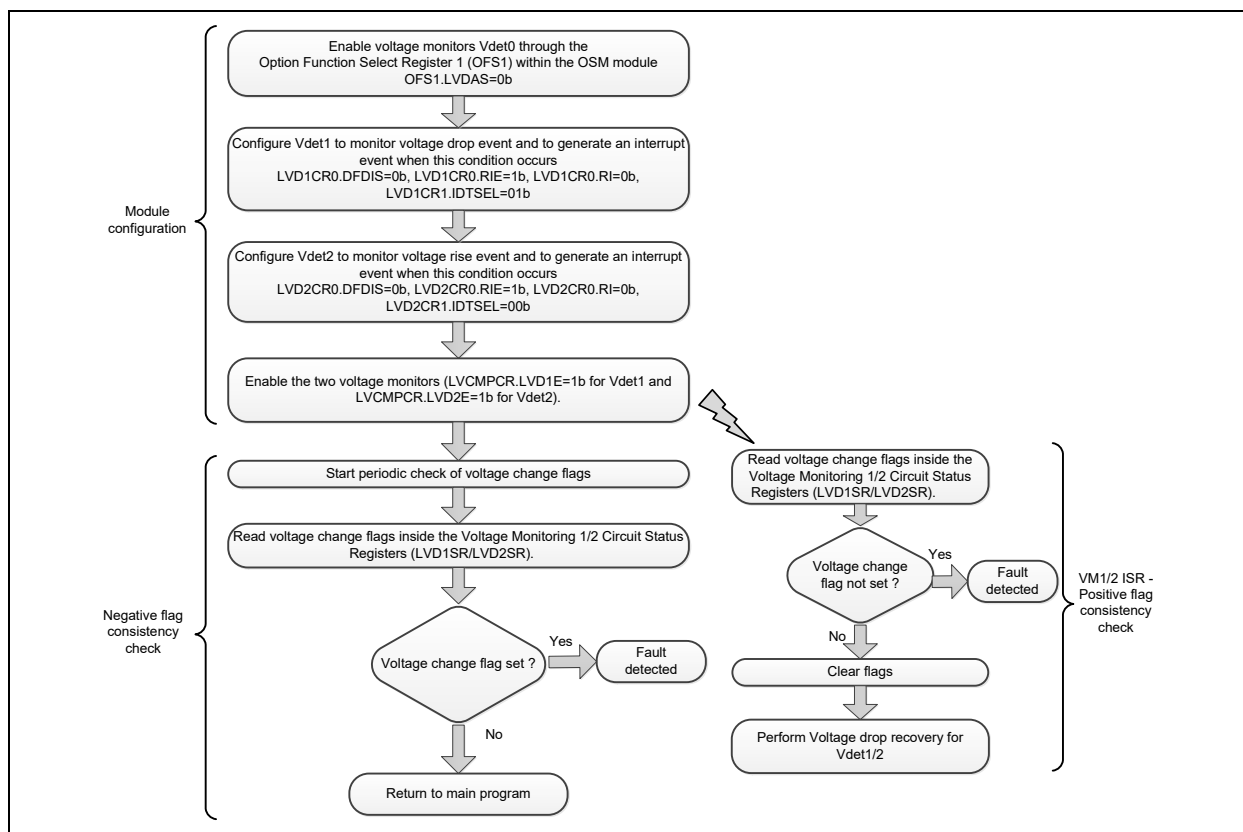 Enable voltage monitors Vdet0 through the
Option Function Select Register 1 (OFS1) within the OSM module
OFS1.LVDAS=0b
Configure Vdet1 to monitor voltage drop event and to generate an interrupt
event when this condition occurs
LVD1CR0.DFDIS=0b, LVD1CR0.RIE=1b, LVD1CR0.RI=0b,
LVD1CR1.IDTSEL=01b
Module
configuration
Configure Vdet2 to monitor voltage rise event and to generate an interrupt
event when this condition occurs
LVD2CR0.DFDIS=0b, LVD2CR0.RIE=1b, LVD2CR0.RI=0b,
LVD2CR1.IDTSEL=00b
Enable the two voltage monitors (LVCMPCR.LVD1E=1b for Vdet1 and
LVCMPCR.LVD2E=1b for Vdet2).
Start periodic check of voltage change flags
Read voltage change flags inside the Voltage Monitoring 1/2 Circuit Status
Registers (LVD1SR/LVD2SR).
Negative flag
consistency
check
Voltage change flag set ?
Yes
Fault
detected
No
Return to main program
Read voltage change flags inside the
Voltage Monitoring 1/2 Circuit Status
Registers (LVD1SR/LVD2SR).
Voltage change
flag not set ?
Yes
Fault
detected
VM1/2 ISR -
Positive flag
consistency
check
No
Clear flags
Perform Voltage drop recovery for
Vdet1/2